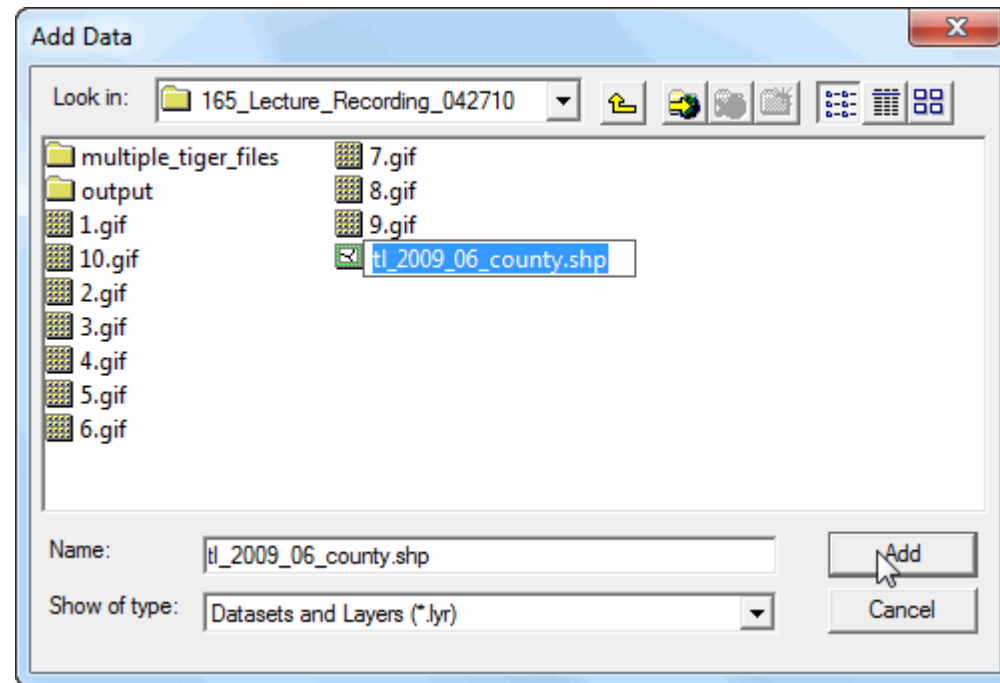 Add Data
Look in: 165_Lecture_Recording_042710
multiple_tiger_files
output
1.gif
10.gif
2.gif
3.gif
4.gif
5.gif
6.gif
7.gif
8.gif
9.gif
tl_2009_06_county.shp
Name: tl_2009_06_county.shp Add
Show of type: Datasets and Layers (*.lyr) Cancel